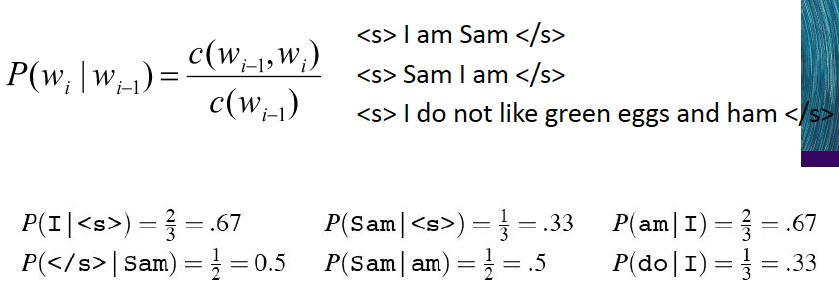 P(w_i | w_{i-1}) = c(w_{i-1}, w_i) / c(w_{i-1})
<s> I am Sam </s>
<s> Sam I am </s>
<s> I do not like green eggs and ham </s>
P(I|<s>) = 2/3 = .67 P(Sam|<s>) = 1/3 = .33 P(am|I) = 2/3 = .67
P(</s>|Sam) = 1/2 = 0.5 P(Sam|am) = 1/2 = .5 P(do|I) = 1/3 = .33